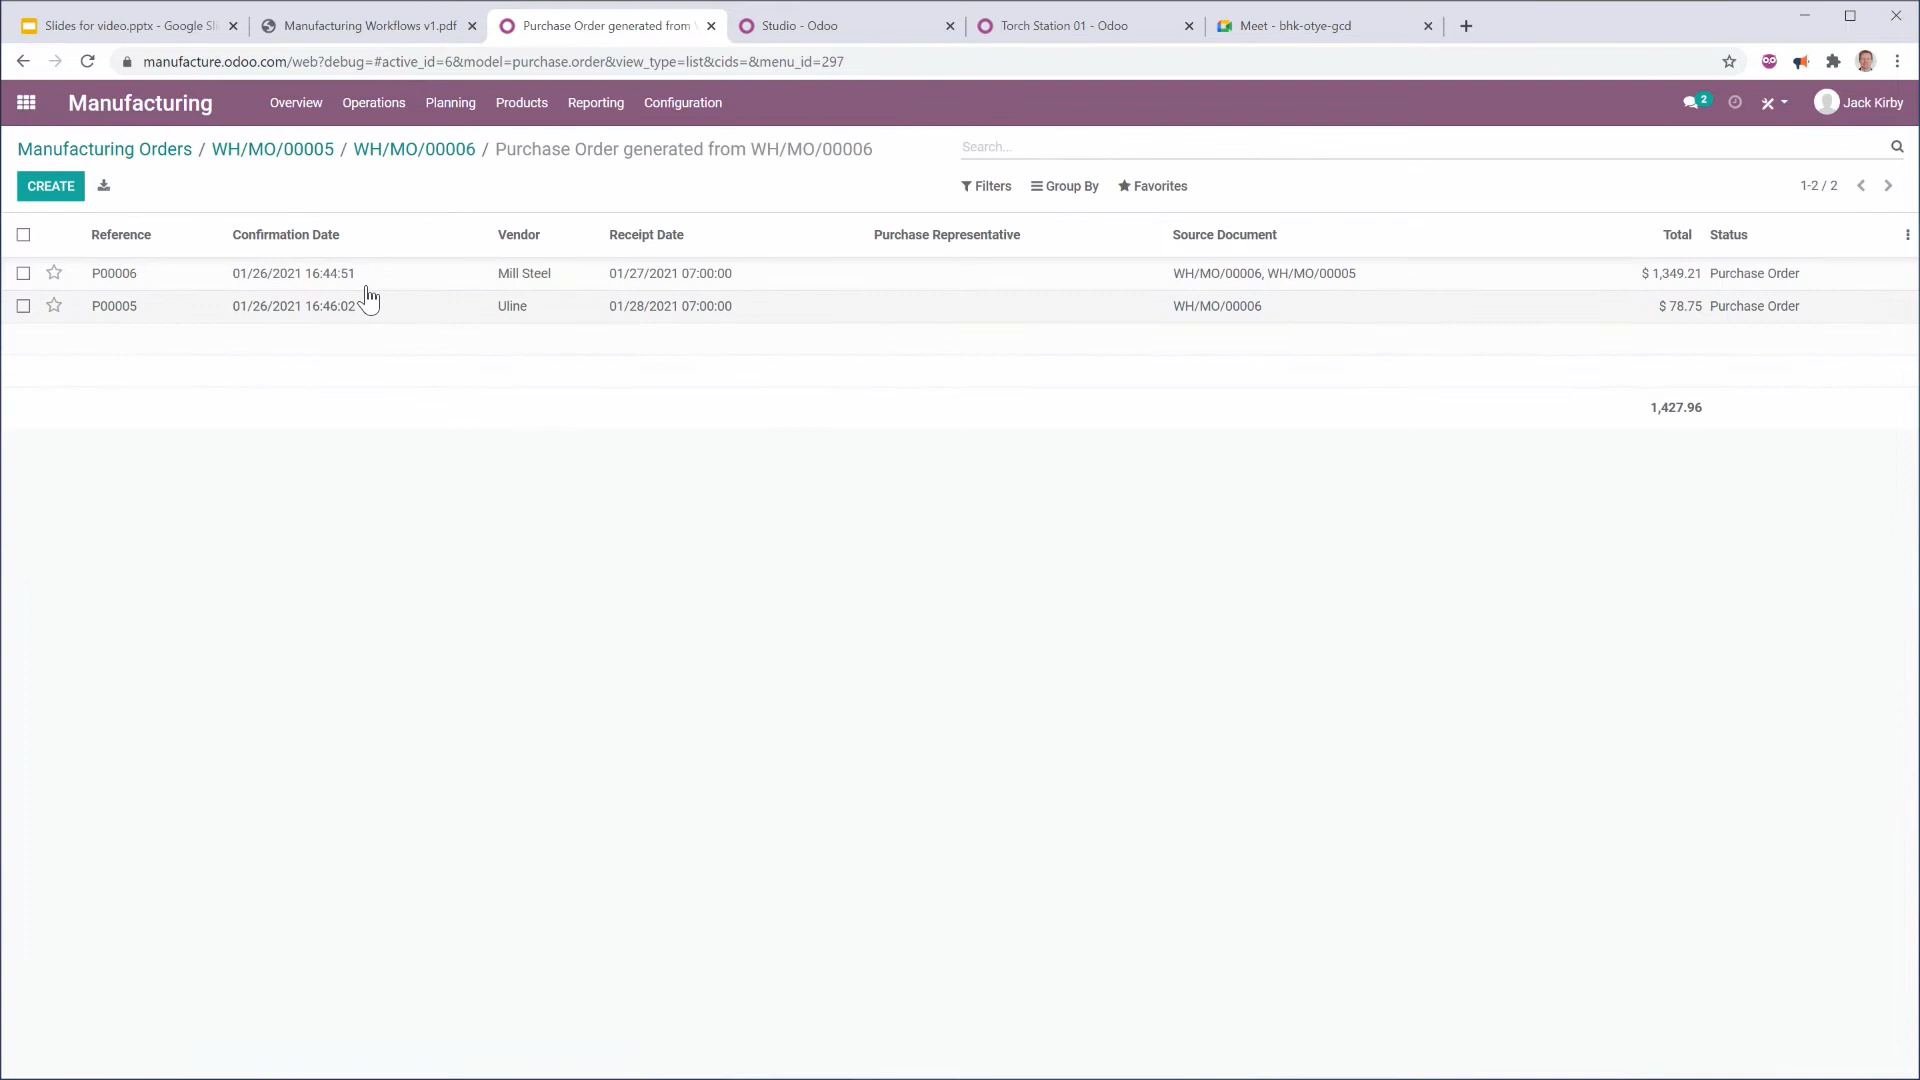 Slides for video.pptx - Google Sli
Manufacturing Workflows v1.pdf
Purchase Order generated from
Studio - Odoo
Torch Station 01 - Odoo
Meet - bhk-otye-gcd
manufacture.odoo.com/web?debug=#active_id=6&model=purchase.order&view_type=list&cids=&menu_id=297
Manufacturing
Overview
Operations
Planning
Products
Reporting
Configuration
2
Jack Kirby
Manufacturing Orders / WH/MO/00005 / WH/MO/00006 / Purchase Order generated from WH/MO/00006
Search...
CREATE
Filters
Group By
Favorites
1-2 / 2
Reference Confirmation Date Vendor Receipt Date Purchase Representative Source Document Total Status
P00006 01/26/2021 16:44:51 Mill Steel 01/27/2021 07:00:00 WH/MO/00006, WH/MO/00005 $ 1,349.21 Purchase Order
P00005 01/26/2021 16:46:02 Uline 01/28/2021 07:00:00 WH/MO/00006 $ 78.75 Purchase Order
1,427.96